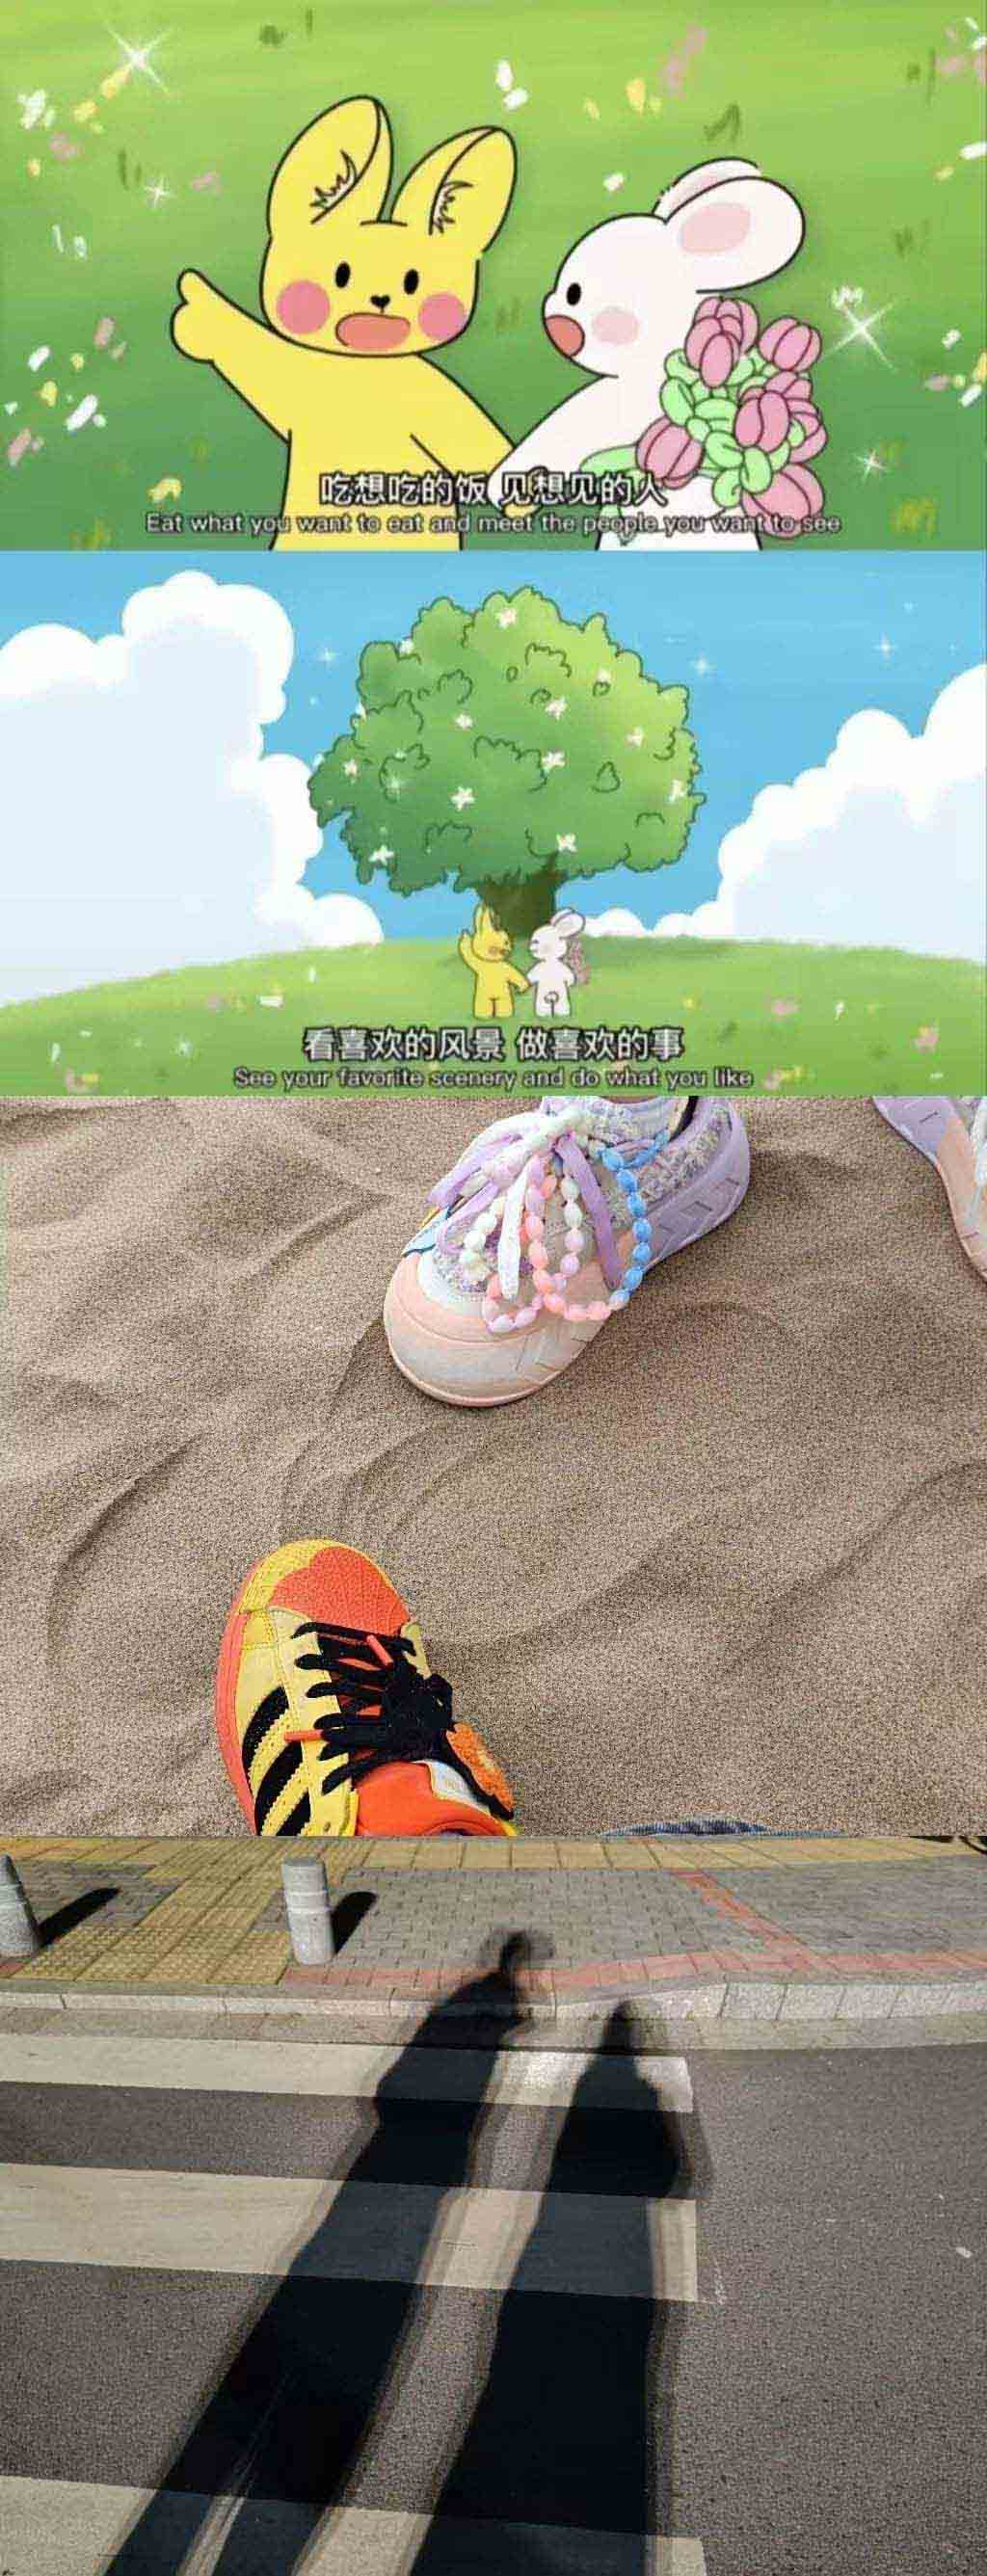 吃想吃的饭 见想见的人
Eat what you want to eat and meet the people you want to see
看喜欢的风景 做喜欢的事
See your favorite scenery and do what you like